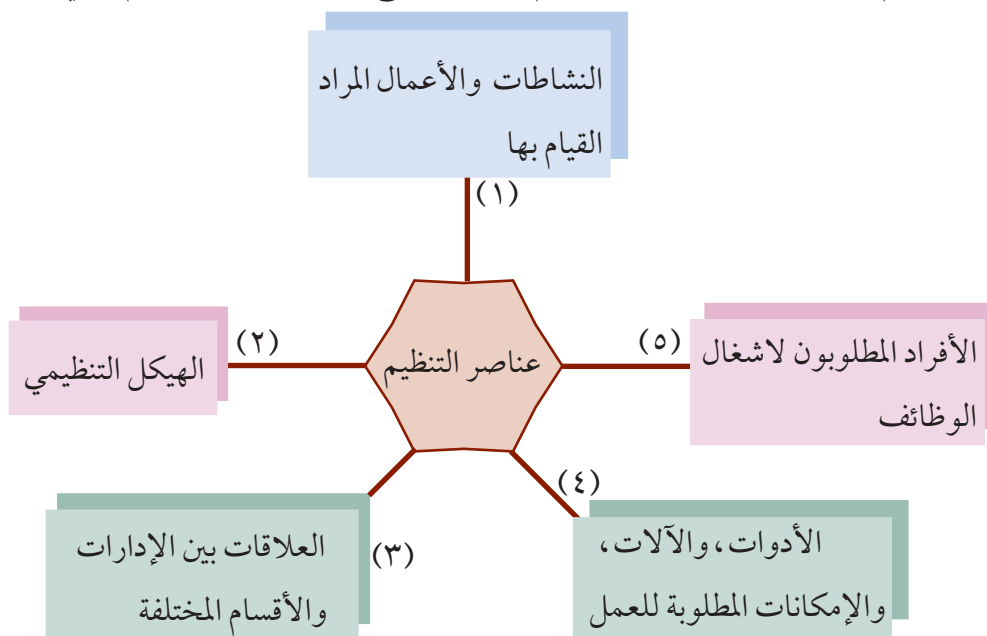 النشاطات والأعمال المراد
القيام بها
(١)
عناصر التنظيم
(٢)
الهيكل التنظيمي
(٣)
العلاقات بين الإدارات
والأقسام المختلفة
(٤)
الأدوات، والآلات،
والإمكانات المطلوبة للعمل
(٥)
الأفراد المطلوبون لاشغال
الوظائف